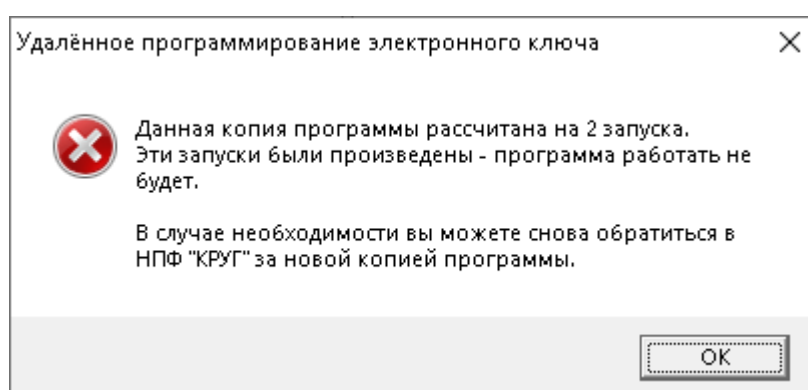 Удалённое программирование электронного ключа
Данная копия программы рассчитана на 2 запуска.
Эти запуски были произведены - программа работать не
будет.
В случае необходимости вы можете снова обратиться в
НПФ "КРУГ" за новой копией программы.
OK